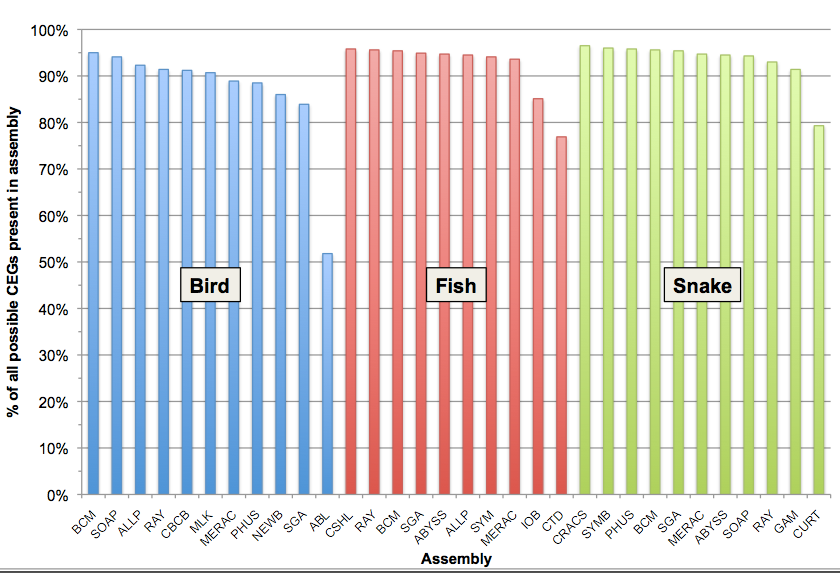 % of all possible CEGs present in assembly
100%
90%
80%
70%
60%
50%
40%
30%
20%
10%
0%
Bird
Fish
Snake
BCM
SOAP
ALLP
RAY
CBCB
MLK
MERAC
PHUS
NEWB
SGA
ABL
CSHL
RAY
BCM
SGA
ABYSS
ALLP
SYM
MERAC
IOB
CTD
CRACS
SYMB
PHUS
BCM
SGA
MERAC
ABYSS
SOAP
RAY
GAM
CURT
Assembly